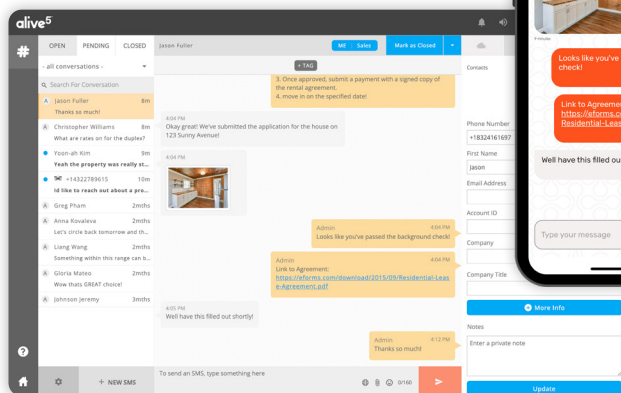 alive5
OPEN PENDING CLOSED
- all conversations -
Search For Conversation
A Jason Fuller 8m
Thanks so much!
A Christopher Williams 8m
What are rates on for the duplex?
Yoon-ah Kim 9m
Yeah the property was really st...
+14322789615 10m
Id like to reach out about a pro...
A Greg Pham 2mths
A Anna Kovaleva 2mths
Let's circle back tomorrow and th...
A Liang Wang 2mths
Something within this range can b...
A Gloria Mateo 2mths
Wow thats GREAT choice!
A Johnson Jeremy 3mths
+ NEW SMS
Jason Fuller
ME Sales
Mark as Closed
+ TAG
3. Once approved, submit a payment with a signed copy of
the rental agreement.
4. move in on the specified date!
4:04 PM
Okay great! We've submitted the application for the house on
123 Sunny Avenue!
4:04 PM
Admin 4:04 PM
Looks like you've passed the background check!
Admin 4:04 PM
Link to Agreement:
https://eforms.com/download/2015/09/Residential-Leas
e-Agreement.pdf
4:05 PM
Well have this filled out shortly!
Admin 4:12 PM
Thanks so much!
To send an SMS, type something here
0/160
Contacts
Phone Number
+18324161697
First Name
Jason
Email Address
Account ID
Company
Company Title
More Info
Notes
Enter a private note
Update
Looks like you've
check!
Link to Agreeme
https://eforms.co
Residential-Leas
Well have this filled ou
Type your message